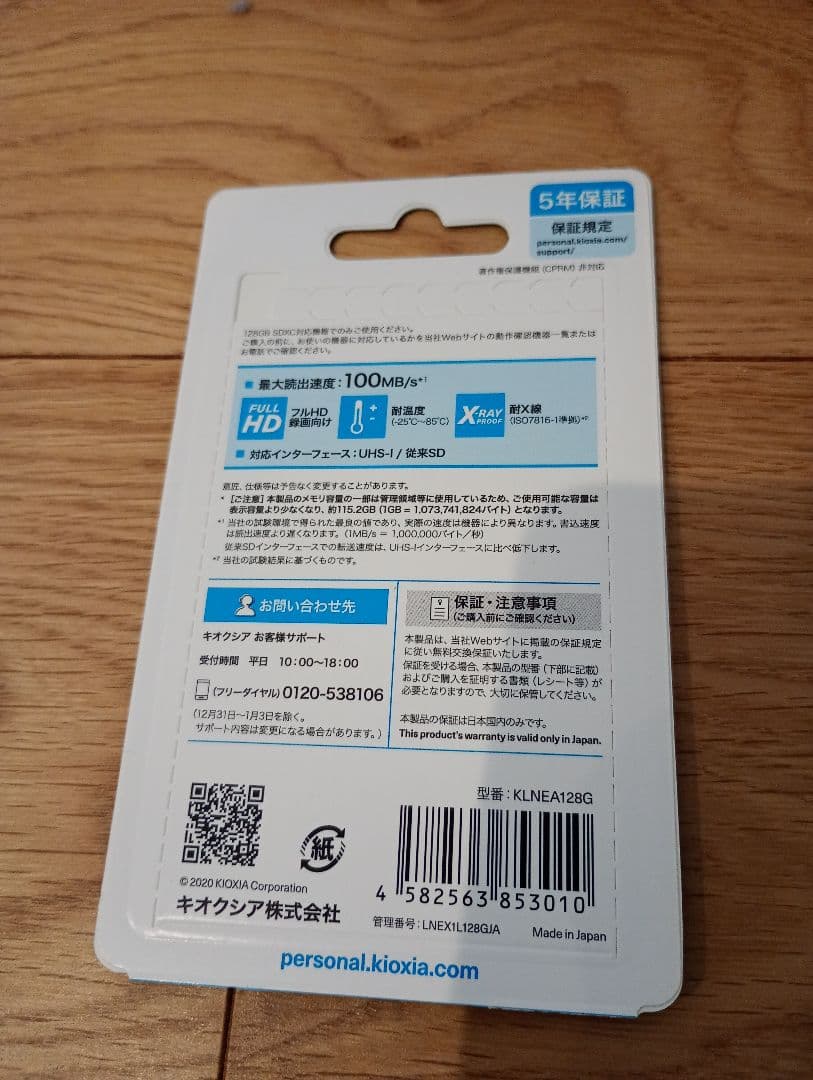 5年保証
保証規定
personal.kioxia.com/
support/
著作権保護機能 (CPRM) 非対応
128GB SDXC対応機器でのみご使用ください。
ご購入の前に、お使いの機器に対応しているかを当社Webサイトの動作確認機器一覧または
お電話でご確認ください。
■ 最大読出速度：100MB/s*1
FULL
HD
フルHD
録画向け
耐温度
(-25℃～85℃)
X-RAY
PROOF
耐X線
(ISO7816-1準拠)*2
■ 対応インターフェース：UHS-I / 従来SD
意匠、仕様等は予告なく変更することがあります。
* [ご注意] 本製品のメモリ容量の一部は管理領域等に使用しているため、ご使用可能な容量は
表示容量より少なくなり、約115.2GB (1GB = 1,073,741,824バイト) となります。
*1 当社の試験環境で得られた最良の値であり、実際の速度は機器により異なります。書込速度
は読出速度より遅くなります。(1MB/s = 1,000,000バイト／秒)
従来SDインターフェースでの転送速度は、UHS-Iインターフェースに比べ低下します。
*2 当社の試験結果に基づくものです。
お問い合わせ先
キオクシア お客様サポート
受付時間 平日 10：00～18：00
(フリーダイヤル) 0120-538106
(12月31日～1月3日を除く。
サポート内容は変更になる場合があります。)
保証・注意事項
(ご購入前にご確認ください)
本製品は、当社Webサイトに掲載の保証規定
に従い無料交換保証いたします。
保証を受ける場合、本製品の型番 (下部に記載)
およびご購入を証明する書類 (レシート等) が
必要となりますので、大切に保管してください。
本製品の保証は日本国内のみです。
This product's warranty is valid only in Japan.
型番：KLNEA128G
紙
4 582563 853010
© 2020 KIOXIA Corporation
キオクシア株式会社
管理番号：LNEX1L128GJA
Made in Japan
personal.kioxia.com